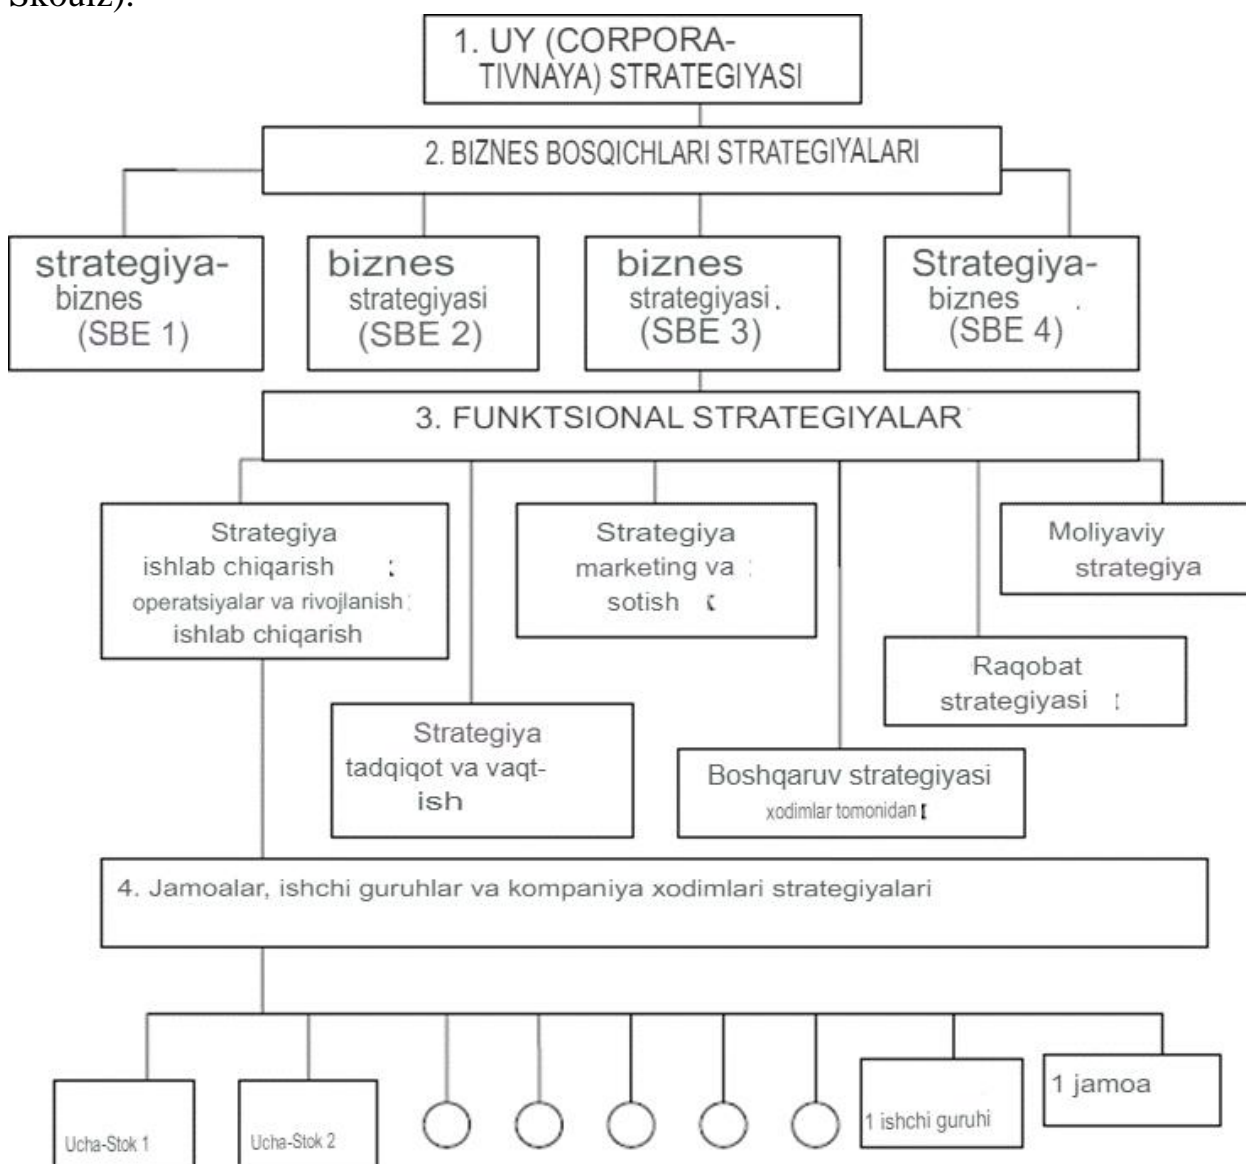 Skoulz).
1. UY (CORPORA-
TIVNAYA) STRATEGIYASI
2. BIZNES BOSQICHLARI STRATEGIYALARI
strategiya-
biznes
(SBE 1)
biznes
strategiyasi
(SBE 2)
biznes
strategiyasi.
(SBE 3)
Strategiya-
biznes .
(SBE 4)
3. FUNKTSIONAL STRATEGIYALAR
Strategiya
ishlab chiqarish
operatsiyalar va rivojlanish
ishlab chiqarish
Strategiya
marketing va
sotish
Moliyaviy
strategiya
Raqobat
strategiyasi
Strategiya
tadqiqot va vaqt-
ish
Boshqaruv strategiyasi
xodimlar tomonidan
4. Jamoalar, ishchi guruhlar va kompaniya xodimlari strategiyalari
Ucha-Stok 1
Ucha-Stok 2
1 ishchi guruhi
1 jamoa